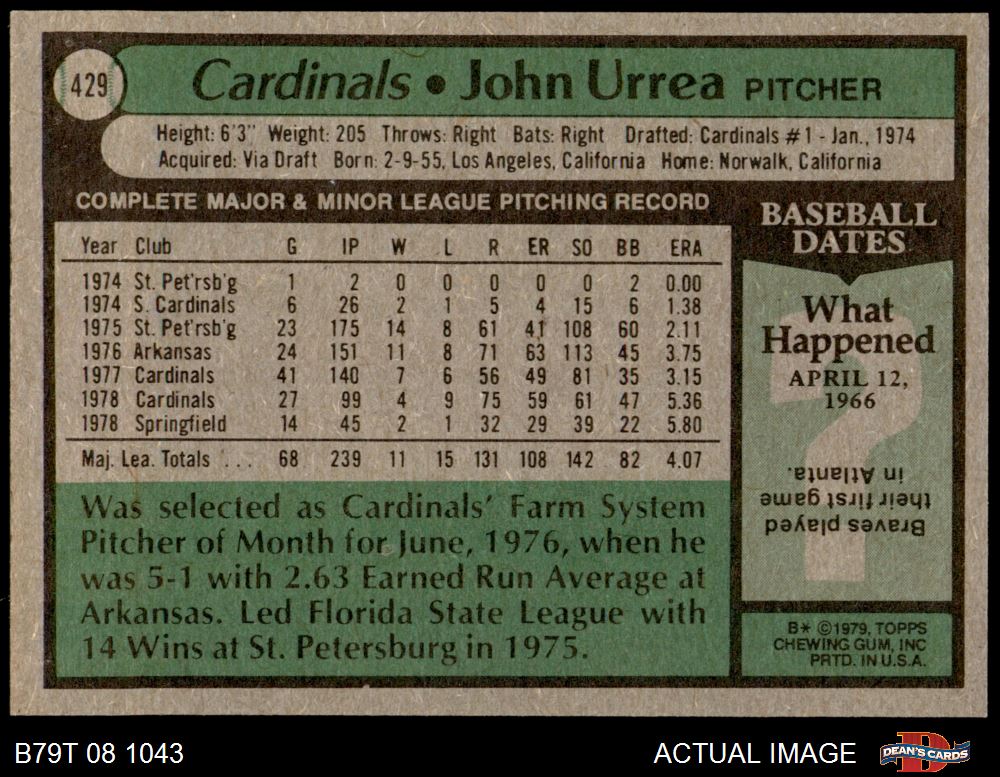 429
Cardinals • John Urrea PITCHER
Height: 6'3" Weight: 205 Throws: Right Bats: Right Drafted: Cardinals #1 - Jan., 1974
Acquired: Via Draft Born: 2-9-55, Los Angeles, California Home: Norwalk, California
COMPLETE MAJOR & MINOR LEAGUE PITCHING RECORD
Year Club G IP W L R ER SO BB ERA
1974 St. Pet'rsb'g 1 2 0 0 0 0 0 2 0.00
1974 S. Cardinals 6 26 2 1 5 4 15 6 1.38
1975 St. Pet'rsb'g 23 175 14 8 61 41 108 60 2.11
1976 Arkansas 24 151 11 8 71 63 113 45 3.75
1977 Cardinals 41 140 7 6 56 49 81 35 3.15
1978 Cardinals 27 99 4 9 75 59 61 47 5.36
1978 Springfield 14 45 2 1 32 29 39 22 5.80
Maj. Lea. Totals ... 68 239 11 15 131 108 142 82 4.07
Was selected as Cardinals' Farm System
Pitcher of Month for June, 1976, when he
was 5-1 with 2.63 Earned Run Average at
Arkansas. Led Florida State League with
14 Wins at St. Petersburg in 1975.
BASEBALL
DATES
What
Happened
APRIL 12,
1966
Braves played
their first game
in Atlanta.
B* ©1979, TOPPS
CHEWING GUM, INC
PRTD. IN U.S.A.
B79T 08 1043
ACTUAL IMAGE
DEAN'S CARDS